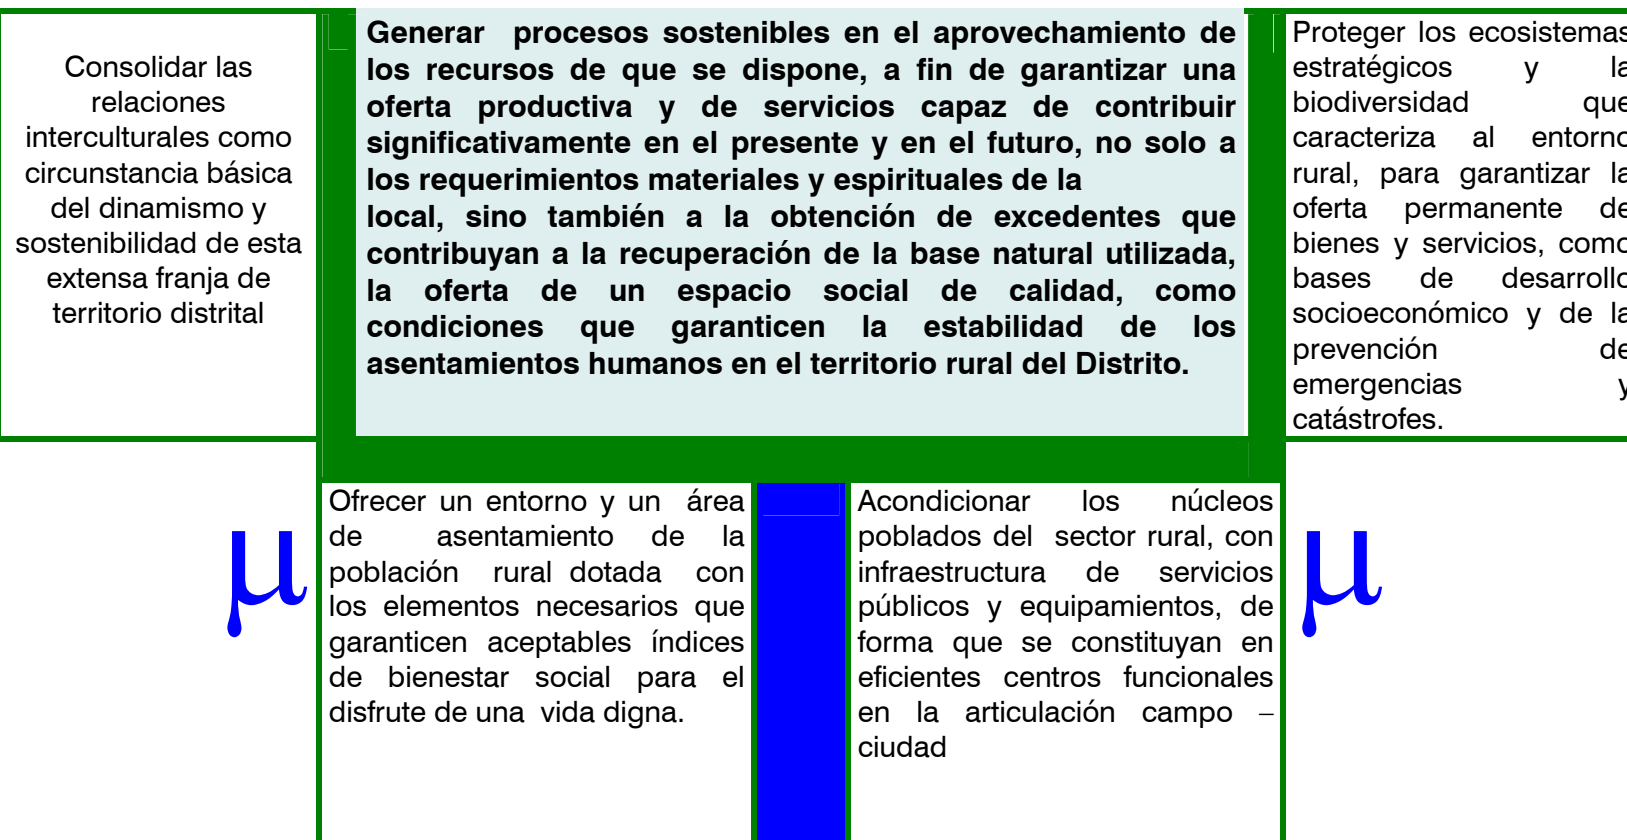 Consolidar las
relaciones
interculturales como
circunstancia básica
del dinamismo y
sostenibilidad de esta
extensa franja de
territorio distrital
Generar procesos sostenibles en el aprovechamiento de
los recursos de que se dispone, a fin de garantizar una
oferta productiva y de servicios capaz de contribuir
significativamente en el presente y en el futuro, no solo a
los requerimientos materiales y espirituales de la
local, sino también a la obtención de excedentes que
contribuyan a la recuperación de la base natural utilizada,
la oferta de un espacio social de calidad, como
condiciones que garanticen la estabilidad de los
asentamientos humanos en el territorio rural del Distrito.
Proteger los ecosistemas
estratégicos y la
biodiversidad que
caracteriza al entorno
rural, para garantizar la
oferta permanente de
bienes y servicios, como
bases de desarrollo
socioeconómico y de la
prevención de
emergencias y
catástrofes.
µ
Ofrecer un entorno y un área
de asentamiento de la
población rural dotada con
los elementos necesarios que
garanticen aceptables índices
de bienestar social para el
disfrute de una vida digna.
Acondicionar los núcleos
poblados del sector rural, con
infraestructura de servicios
públicos y equipamientos, de
forma que se constituyan en
eficientes centros funcionales
en la articulación campo –
ciudad
µ